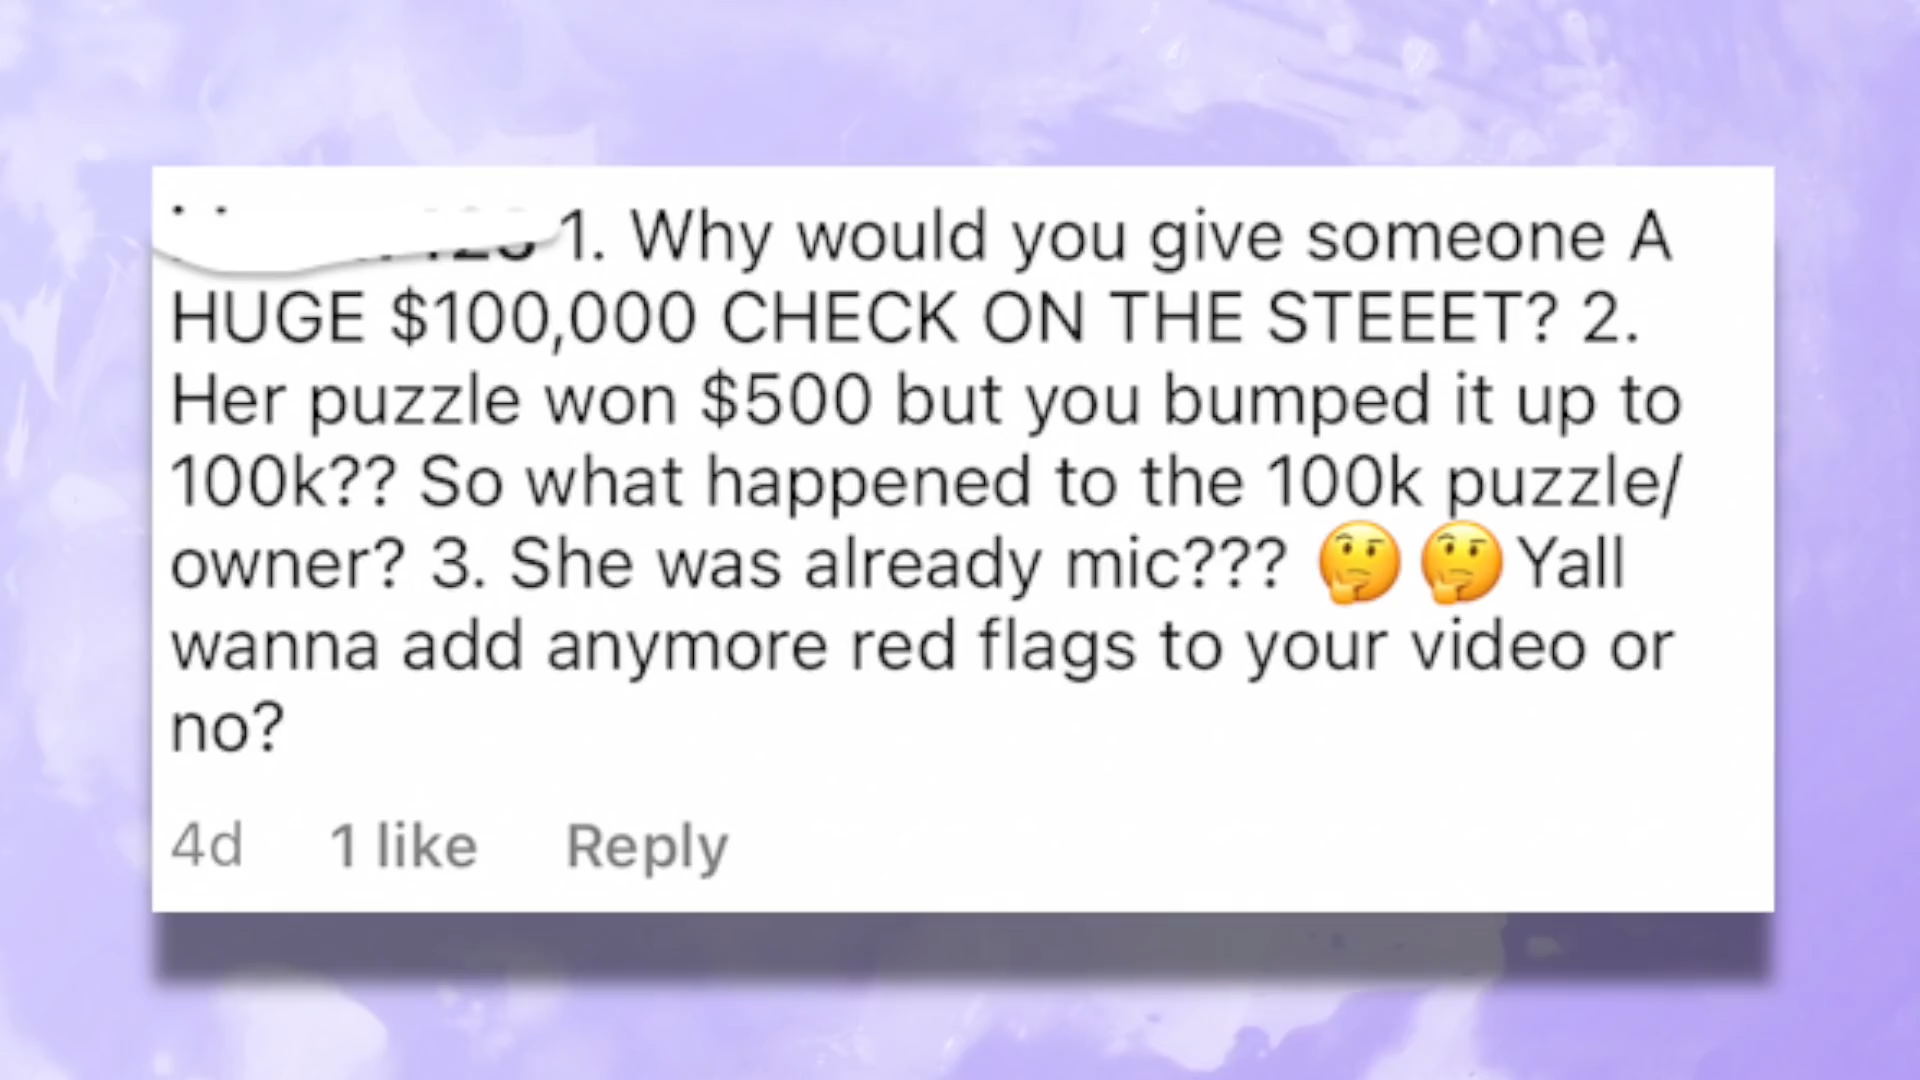 1. Why would you give someone A
HUGE $100,000 CHECK ON THE STEEET? 2.
Her puzzle won $500 but you bumped it up to
100k?? So what happened to the 100k puzzle/
owner? 3. She was already mic??? 🤔🤔 Yall
wanna add anymore red flags to your video or
no?
4d 1 like Reply